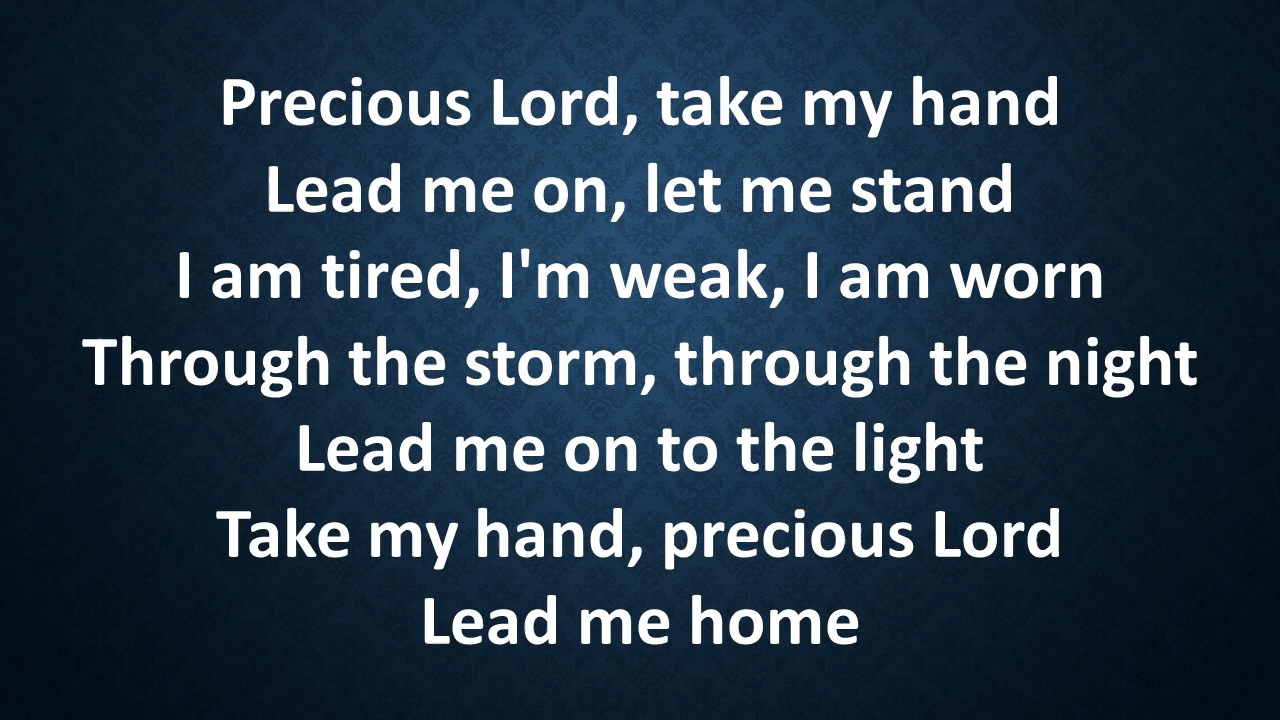 Precious Lord, take my hand
Lead me on, let me stand
I am tired, I'm weak, I am worn
Through the storm, through the night
Lead me on to the light
Take my hand, precious Lord
Lead me home